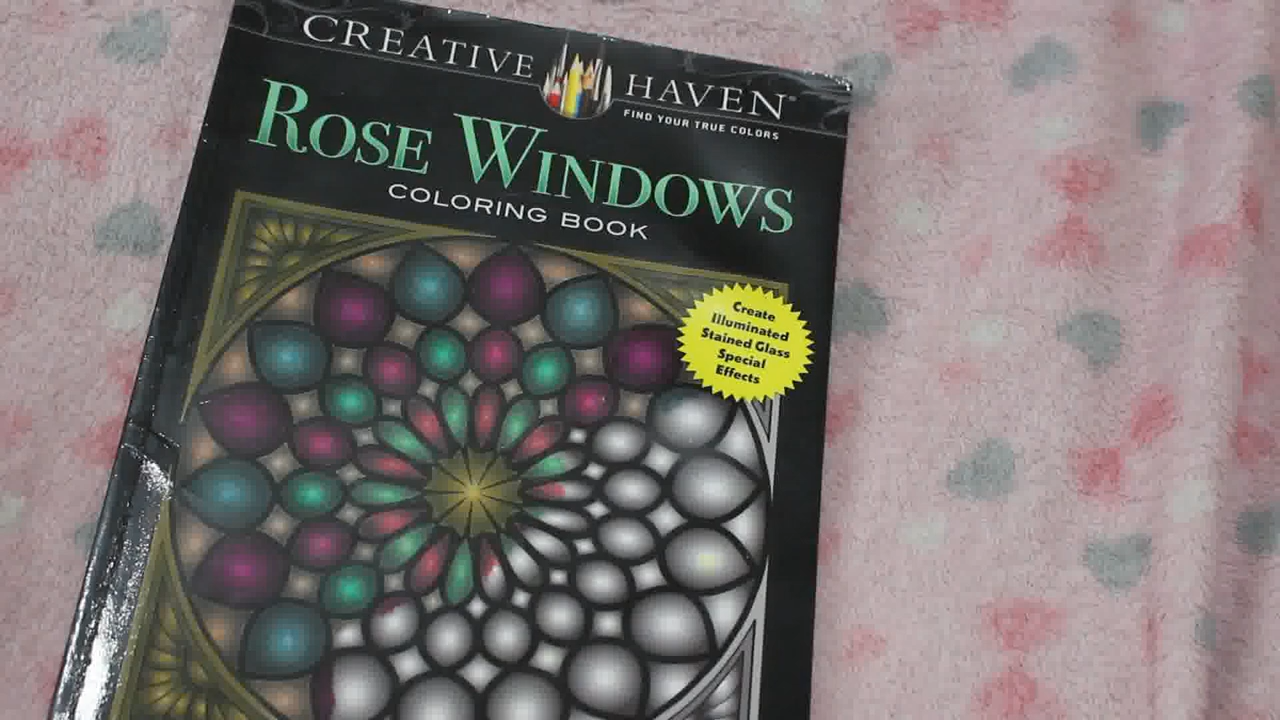 CREATIVE HAVEN
FIND YOUR TRUE COLORS
ROSE WINDOWS
COLORING BOOK
Create
Illuminated
Stained Glass
Special
Effects